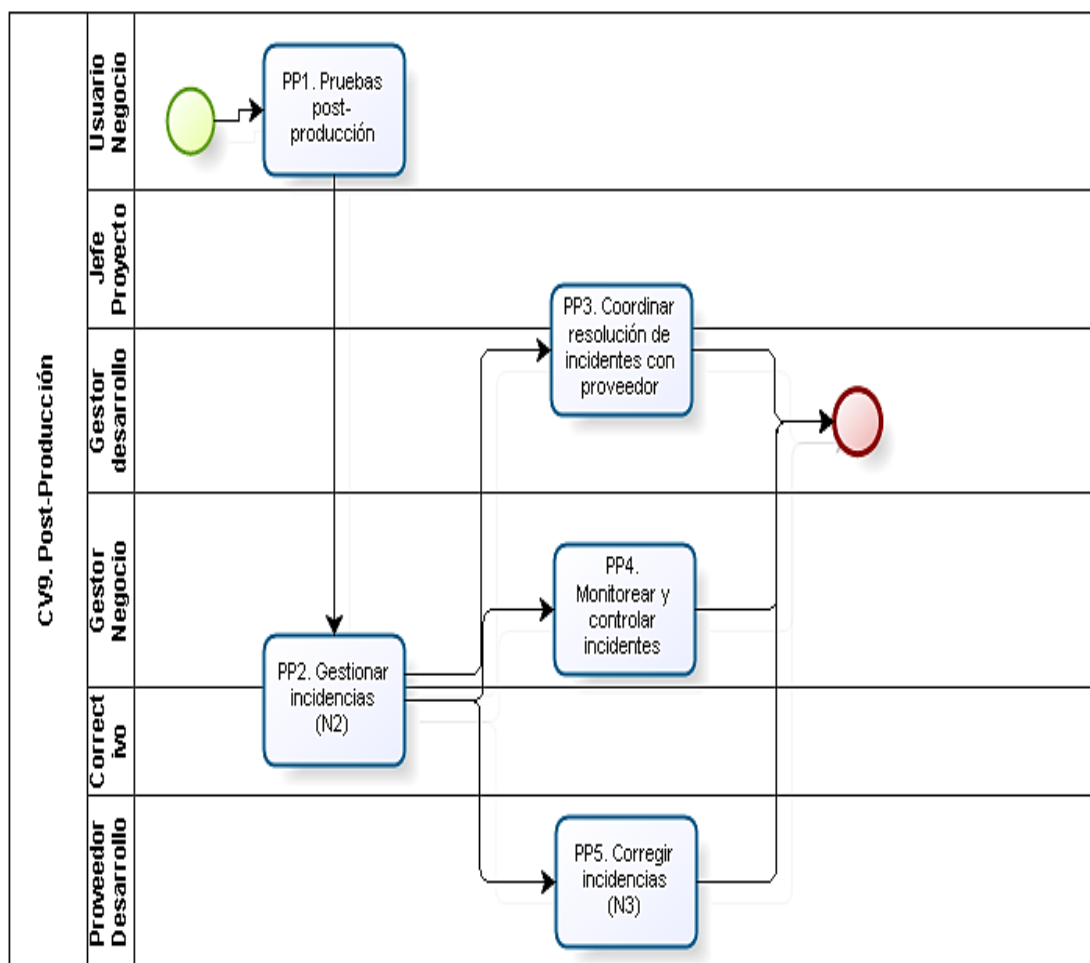 CV9. Post-Producción
Usuario
Negocio
PP1. Pruebas
post-
producción
Jefe
Proyecto
Gestor
desarrollo
PP3. Coordinar
resolución de
incidentes con
proveedor
Gestor
Negocio
PP4.
Monitorear y
controlar
incidentes
PP2. Gestionar
incidencias
(N2)
Correct
ivo
Proveedor
Desarrollo
PP5. Corregir
incidencias
(N3)